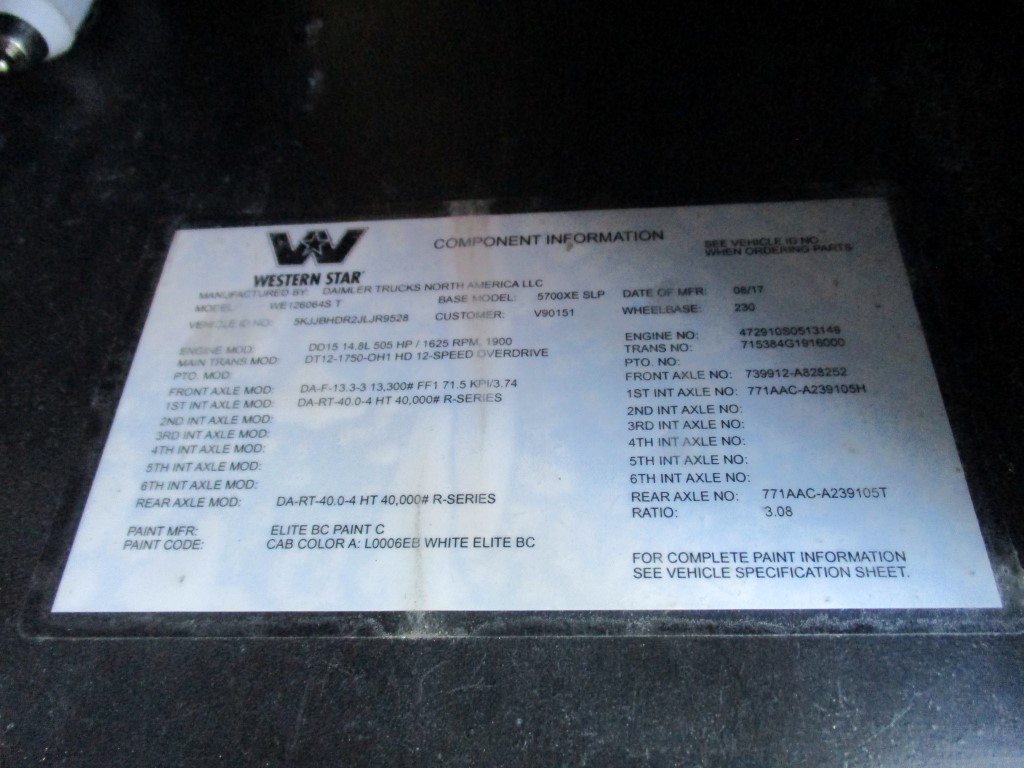 WESTERN STAR
COMPONENT INFORMATION
SEE VEHICLE ID NO.
WHEN ORDERING PARTS
MANUFACTURED BY: DAIMLER TRUCKS NORTH AMERICA LLC
MODEL: WE126064S T BASE MODEL: 5700XE SLP DATE OF MFR: 08/17
VEHICLE ID NO: 5KJJBHDR2JLJR9528 CUSTOMER: V90151 WHEELBASE: 230
ENGINE MOD: DD15 14.8L 505 HP / 1625 RPM, 1900 ENGINE NO: 472910S0513149
MAIN TRANS MOD: DT12-1750-OH1 HD 12-SPEED OVERDRIVE TRANS NO: 715384G1916000
PTO. MOD: PTO. NO:
FRONT AXLE MOD: DA-F-13.3-3 13,300# FF1 71.5 KPI/3.74 FRONT AXLE NO: 739912-A828252
1ST INT AXLE MOD: DA-RT-40.0-4 HT 40,000# R-SERIES 1ST INT AXLE NO: 771AAC-A239105H
2ND INT AXLE MOD: 2ND INT AXLE NO:
3RD INT AXLE MOD: 3RD INT AXLE NO:
4TH INT AXLE MOD: 4TH INT AXLE NO:
5TH INT AXLE MOD: 5TH INT AXLE NO:
6TH INT AXLE MOD: 6TH INT AXLE NO:
REAR AXLE MOD: DA-RT-40.0-4 HT 40,000# R-SERIES REAR AXLE NO: 771AAC-A239105T
RATIO: 3.08
PAINT MFR: ELITE BC PAINT C
PAINT CODE: CAB COLOR A: L0006EB WHITE ELITE BC
FOR COMPLETE PAINT INFORMATION
SEE VEHICLE SPECIFICATION SHEET.